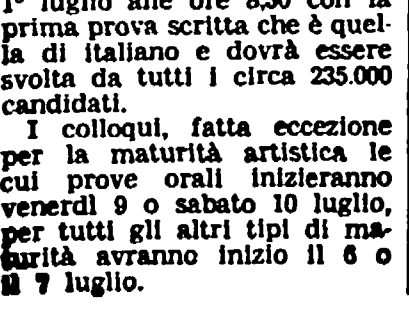 1° luglio alle ore 8,30 con la
prima prova scritta che è quel-
la di italiano e dovrà essere
svolta da tutti i circa 235.000
candidati.
I colloqui, fatta eccezione
per la maturità artistica le
cui prove orali inizieranno
venerdì 9 o sabato 10 luglio,
per tutti gli altri tipi di ma-
turità avranno inizio il 6 o
il 7 luglio.